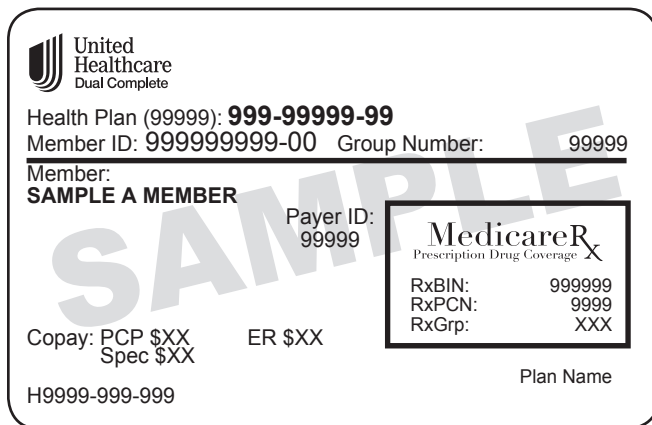 United
Healthcare
Dual Complete
Health Plan (99999): 999-99999-99
Member ID: 999999999-00 Group Number: 99999
Member:
SAMPLE A MEMBER
Payer ID:
99999
MedicareRx
Prescription Drug Coverage
RxBIN: 999999
RxPCN: 9999
RxGrp: XXX
Copay: PCP $XX ER $XX
Spec $XX
Plan Name
H9999-999-999
SAMPLE